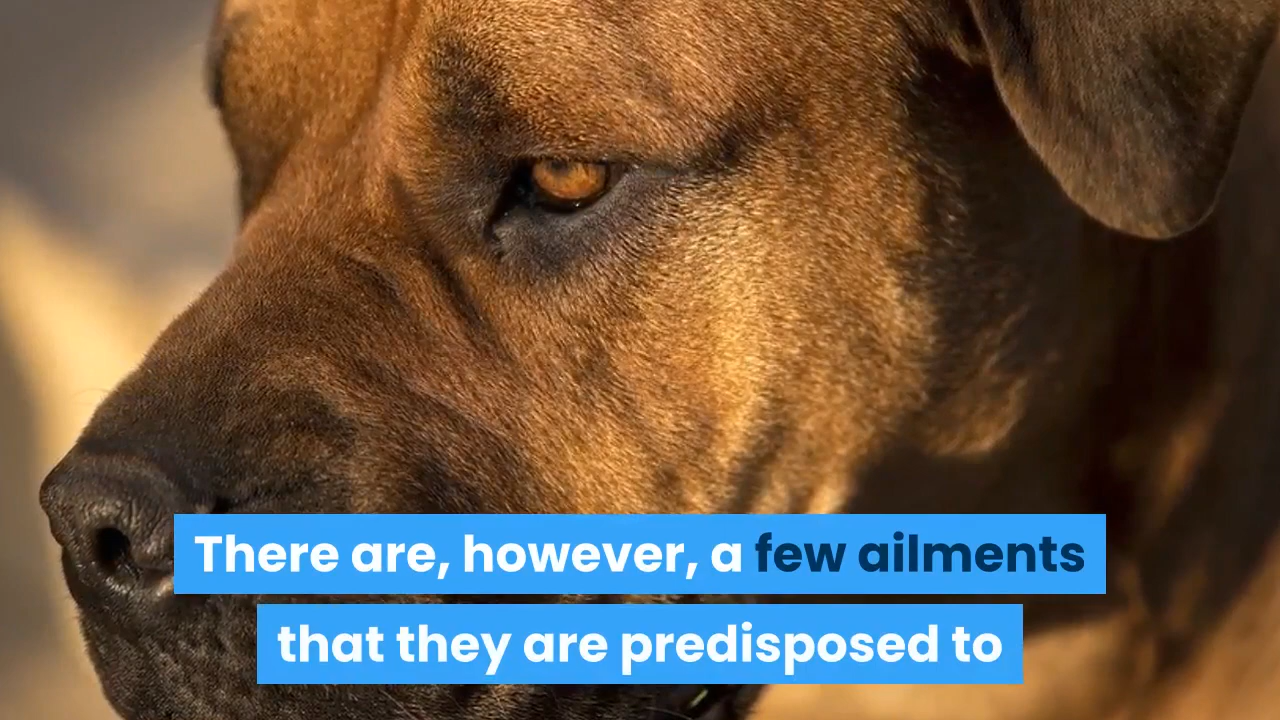 There are, however, a few ailments
that they are predisposed to